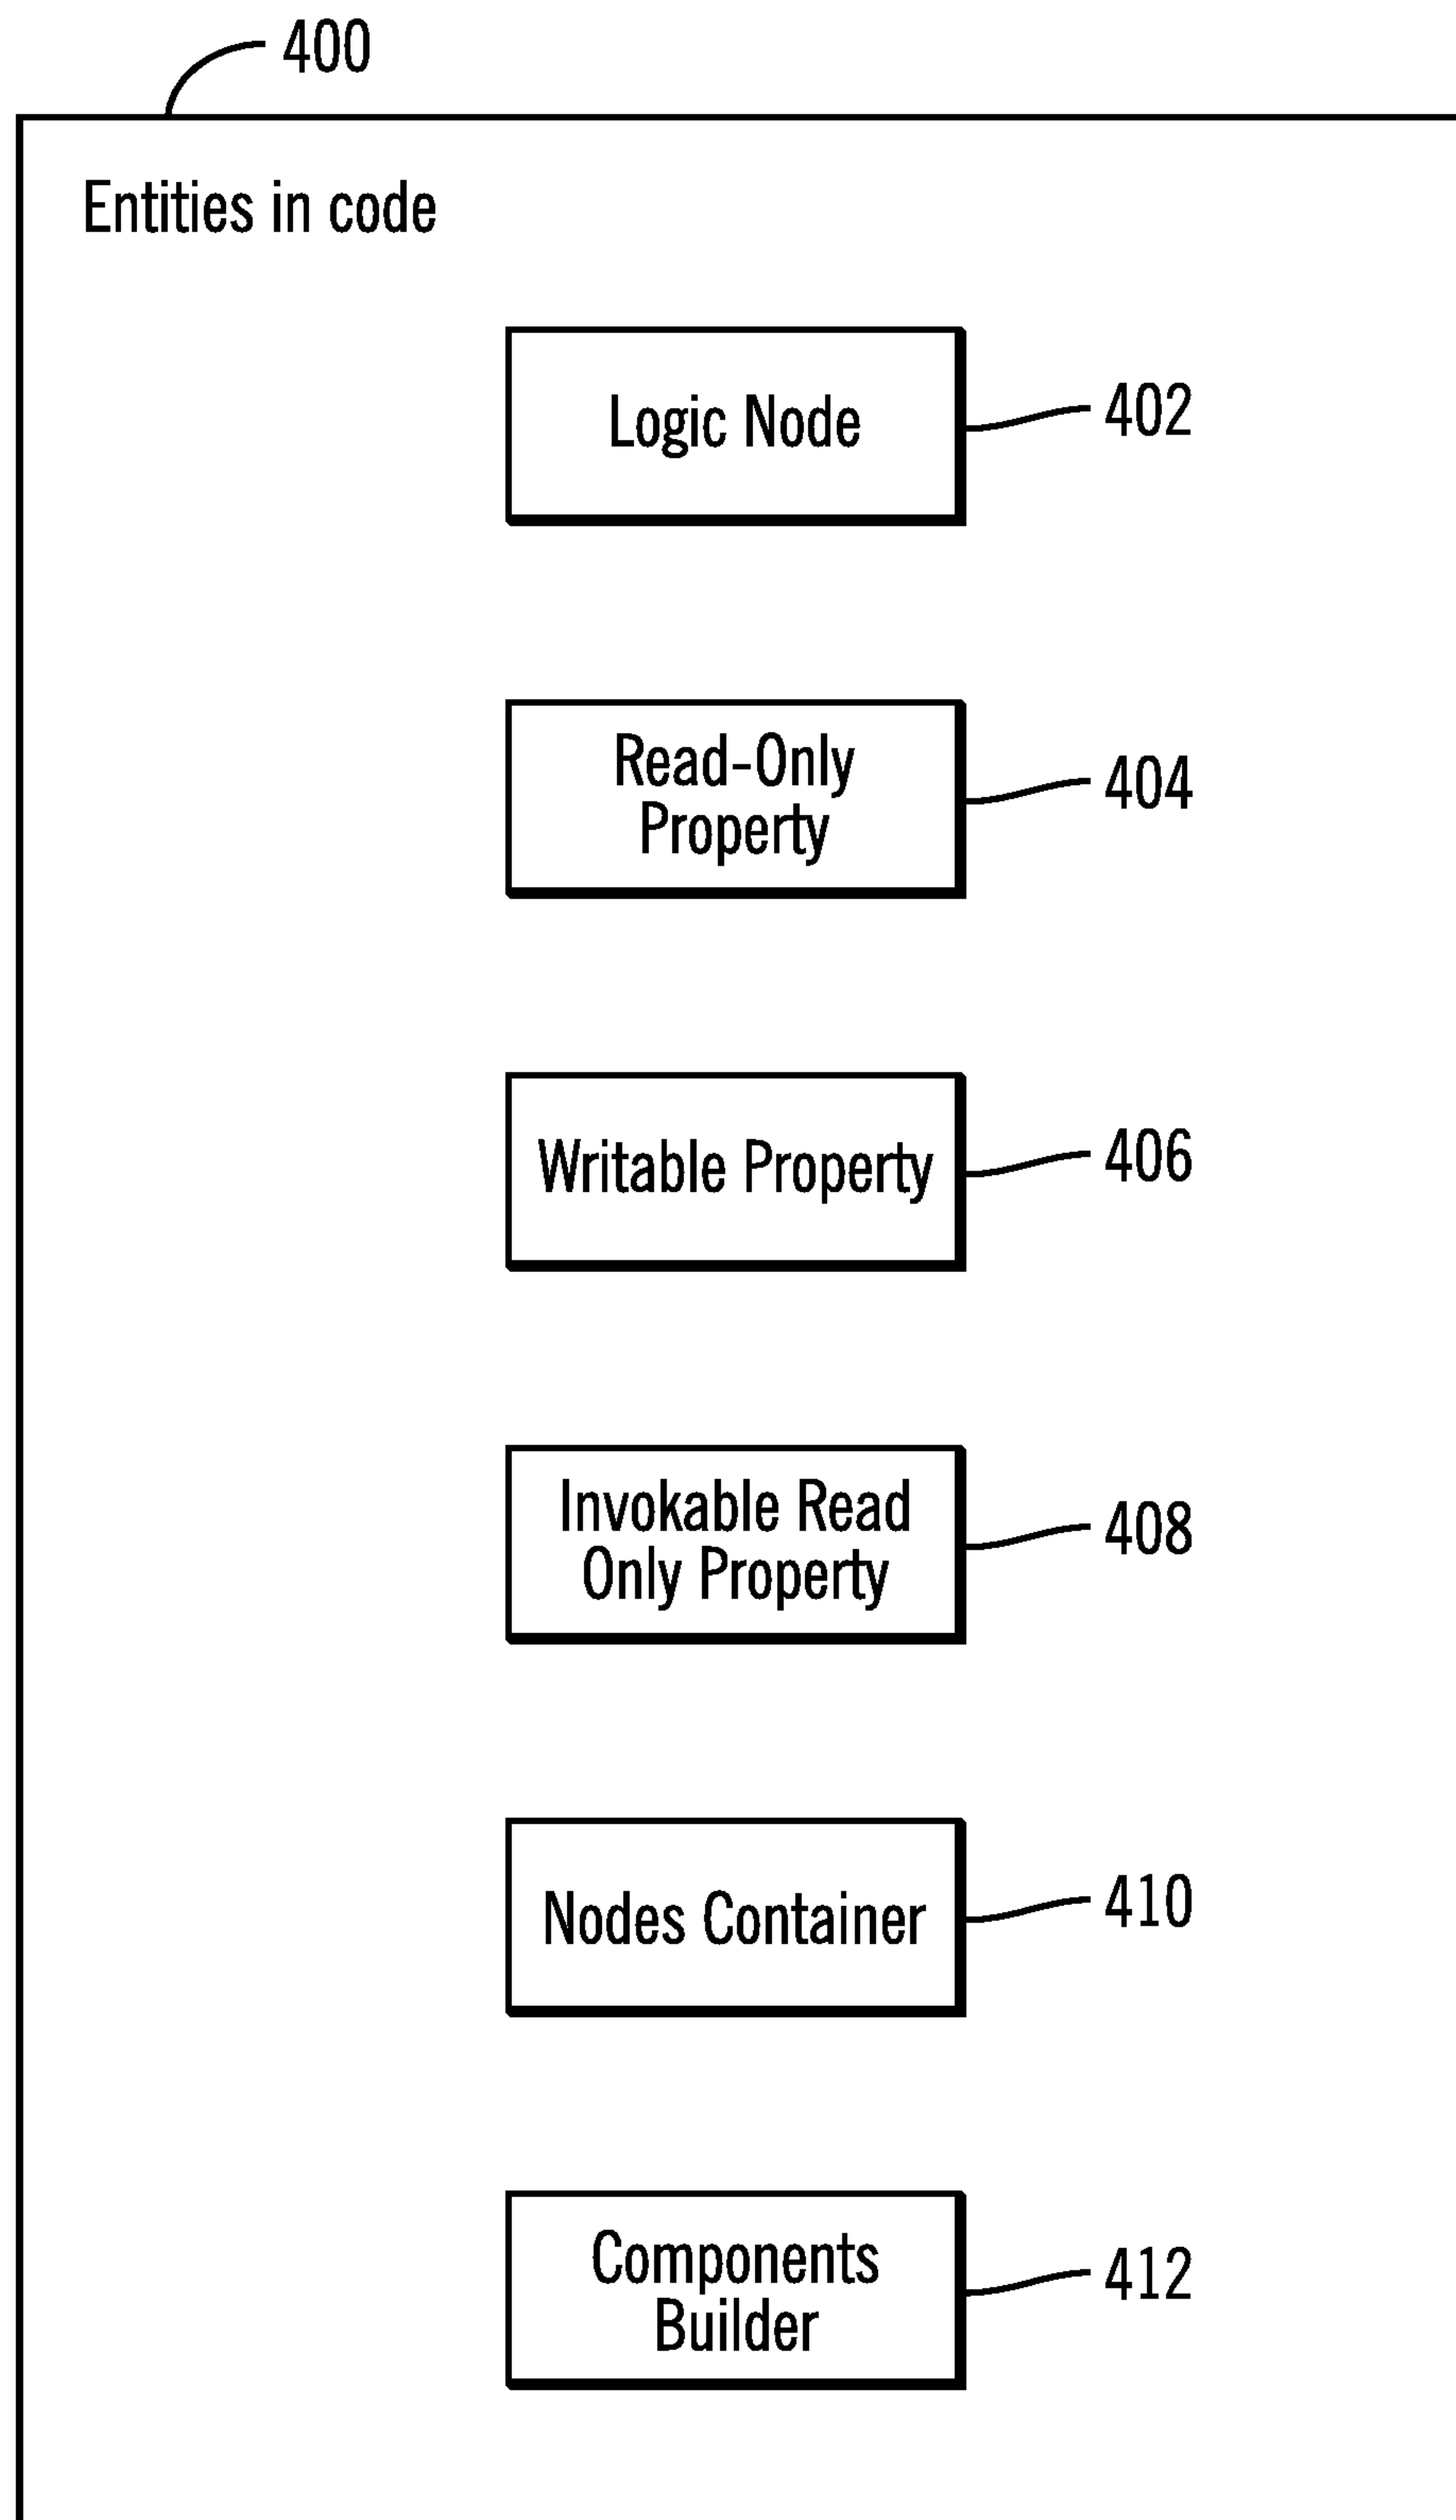 400
Entities in code
Logic Node
402
Read-Only
Property
404
Writable Property
406
Invokable Read
Only Property
408
Nodes Container
410
Components
Builder
412